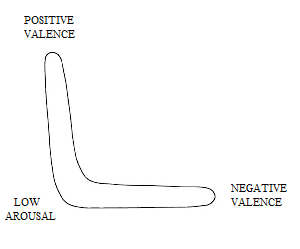 POSITIVE
VALENCE
LOW
AROUSAL
NEGATIVE
VALENCE